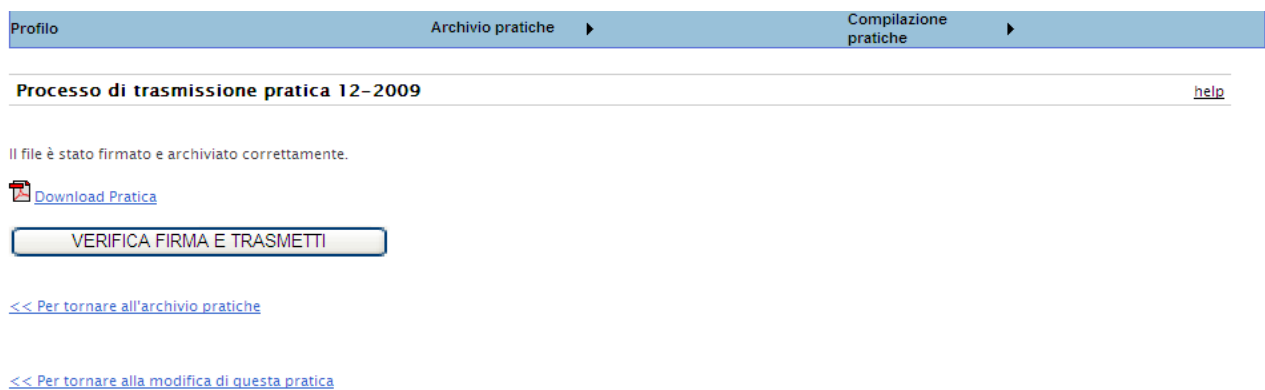 Profilo Archivio pratiche Compilazione
pratiche
Processo di trasmissione pratica 12-2009 help
Il file è stato firmato e archiviato correttamente.
Download Pratica
VERIFICA FIRMA E TRASMETTI
<< Per tornare all'archivio pratiche
<< Per tornare alla modifica di questa pratica